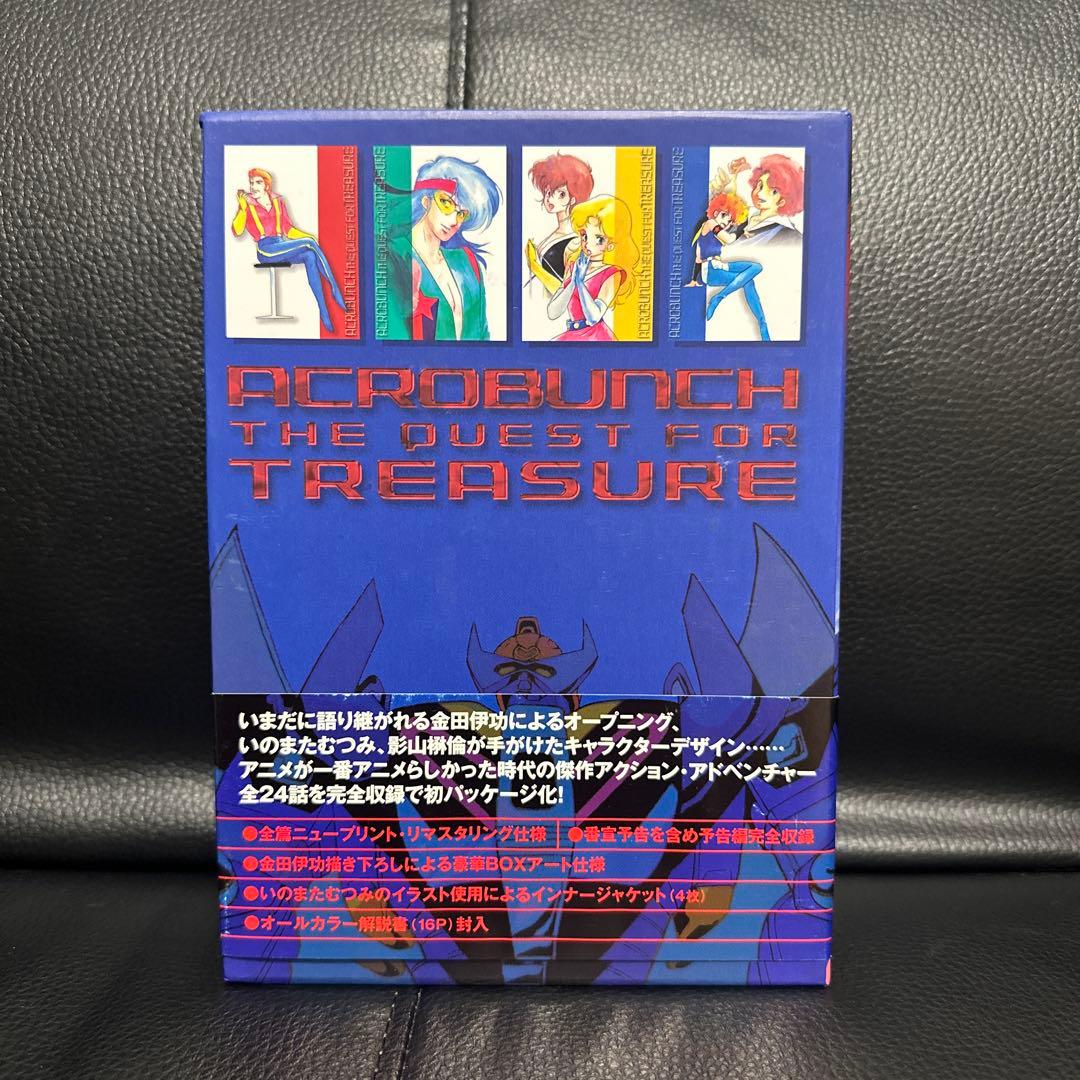 ACROBUNCH THE QUEST FOR TREASURE
ACROBUNCH THE QUEST FOR TREASURE
ACROBUNCH THE QUEST FOR TREASURE
ACROBUNCH THE QUEST FOR TREASURE
ACROBUNCH
THE QUEST FOR
TREASURE
いまだに語り継がれる金田伊功によるオープニング、
いのまたむつみ、影山楙倫が手がけたキャラクターデザイン……
アニメが一番アニメらしかった時代の傑作アクション・アドベンチャー
全24話を完全収録で初パッケージ化!
●全篇ニュープリント・リマスタリング仕様
●番宣予告を含め予告編完全収録
●金田伊功描き下ろしによる豪華BOXアート仕様
●いのまたむつみのイラスト使用によるインナージャケット(4枚)
●オールカラー解説書(16P)封入